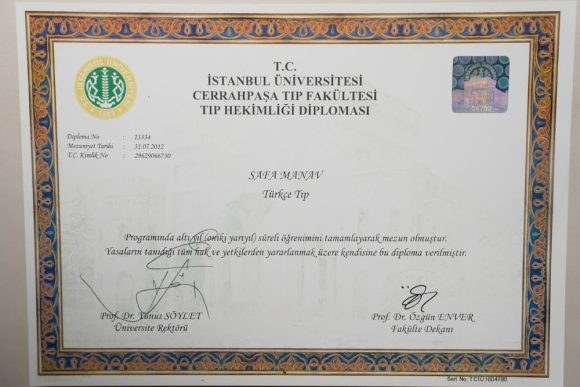 T.C.
İSTANBUL ÜNİVERSİTESİ
CERRAHPAŞA TIP FAKÜLTESİ
TIP HEKİMLİĞİ DİPLOMASI
Diploma No : 13334
Mezuniyet Tarihi : 31.07.2012
T.C. Kimlik No : 29629066730
SAFA MANAV
Türkçe Tıp
Programında altı yıl (oniki yarıyıl) süreli öğrenimini tamamlayarak mezun olmuştur.
Yasaların tanıdığı tüm hak ve yetkilerden yararlanmak üzere kendisine bu diploma verilmiştir.
Prof. Dr. Yunus SÖYLET
Üniversite Rektörü
Prof. Dr. Özgün ENVER
Fakülte Dekanı